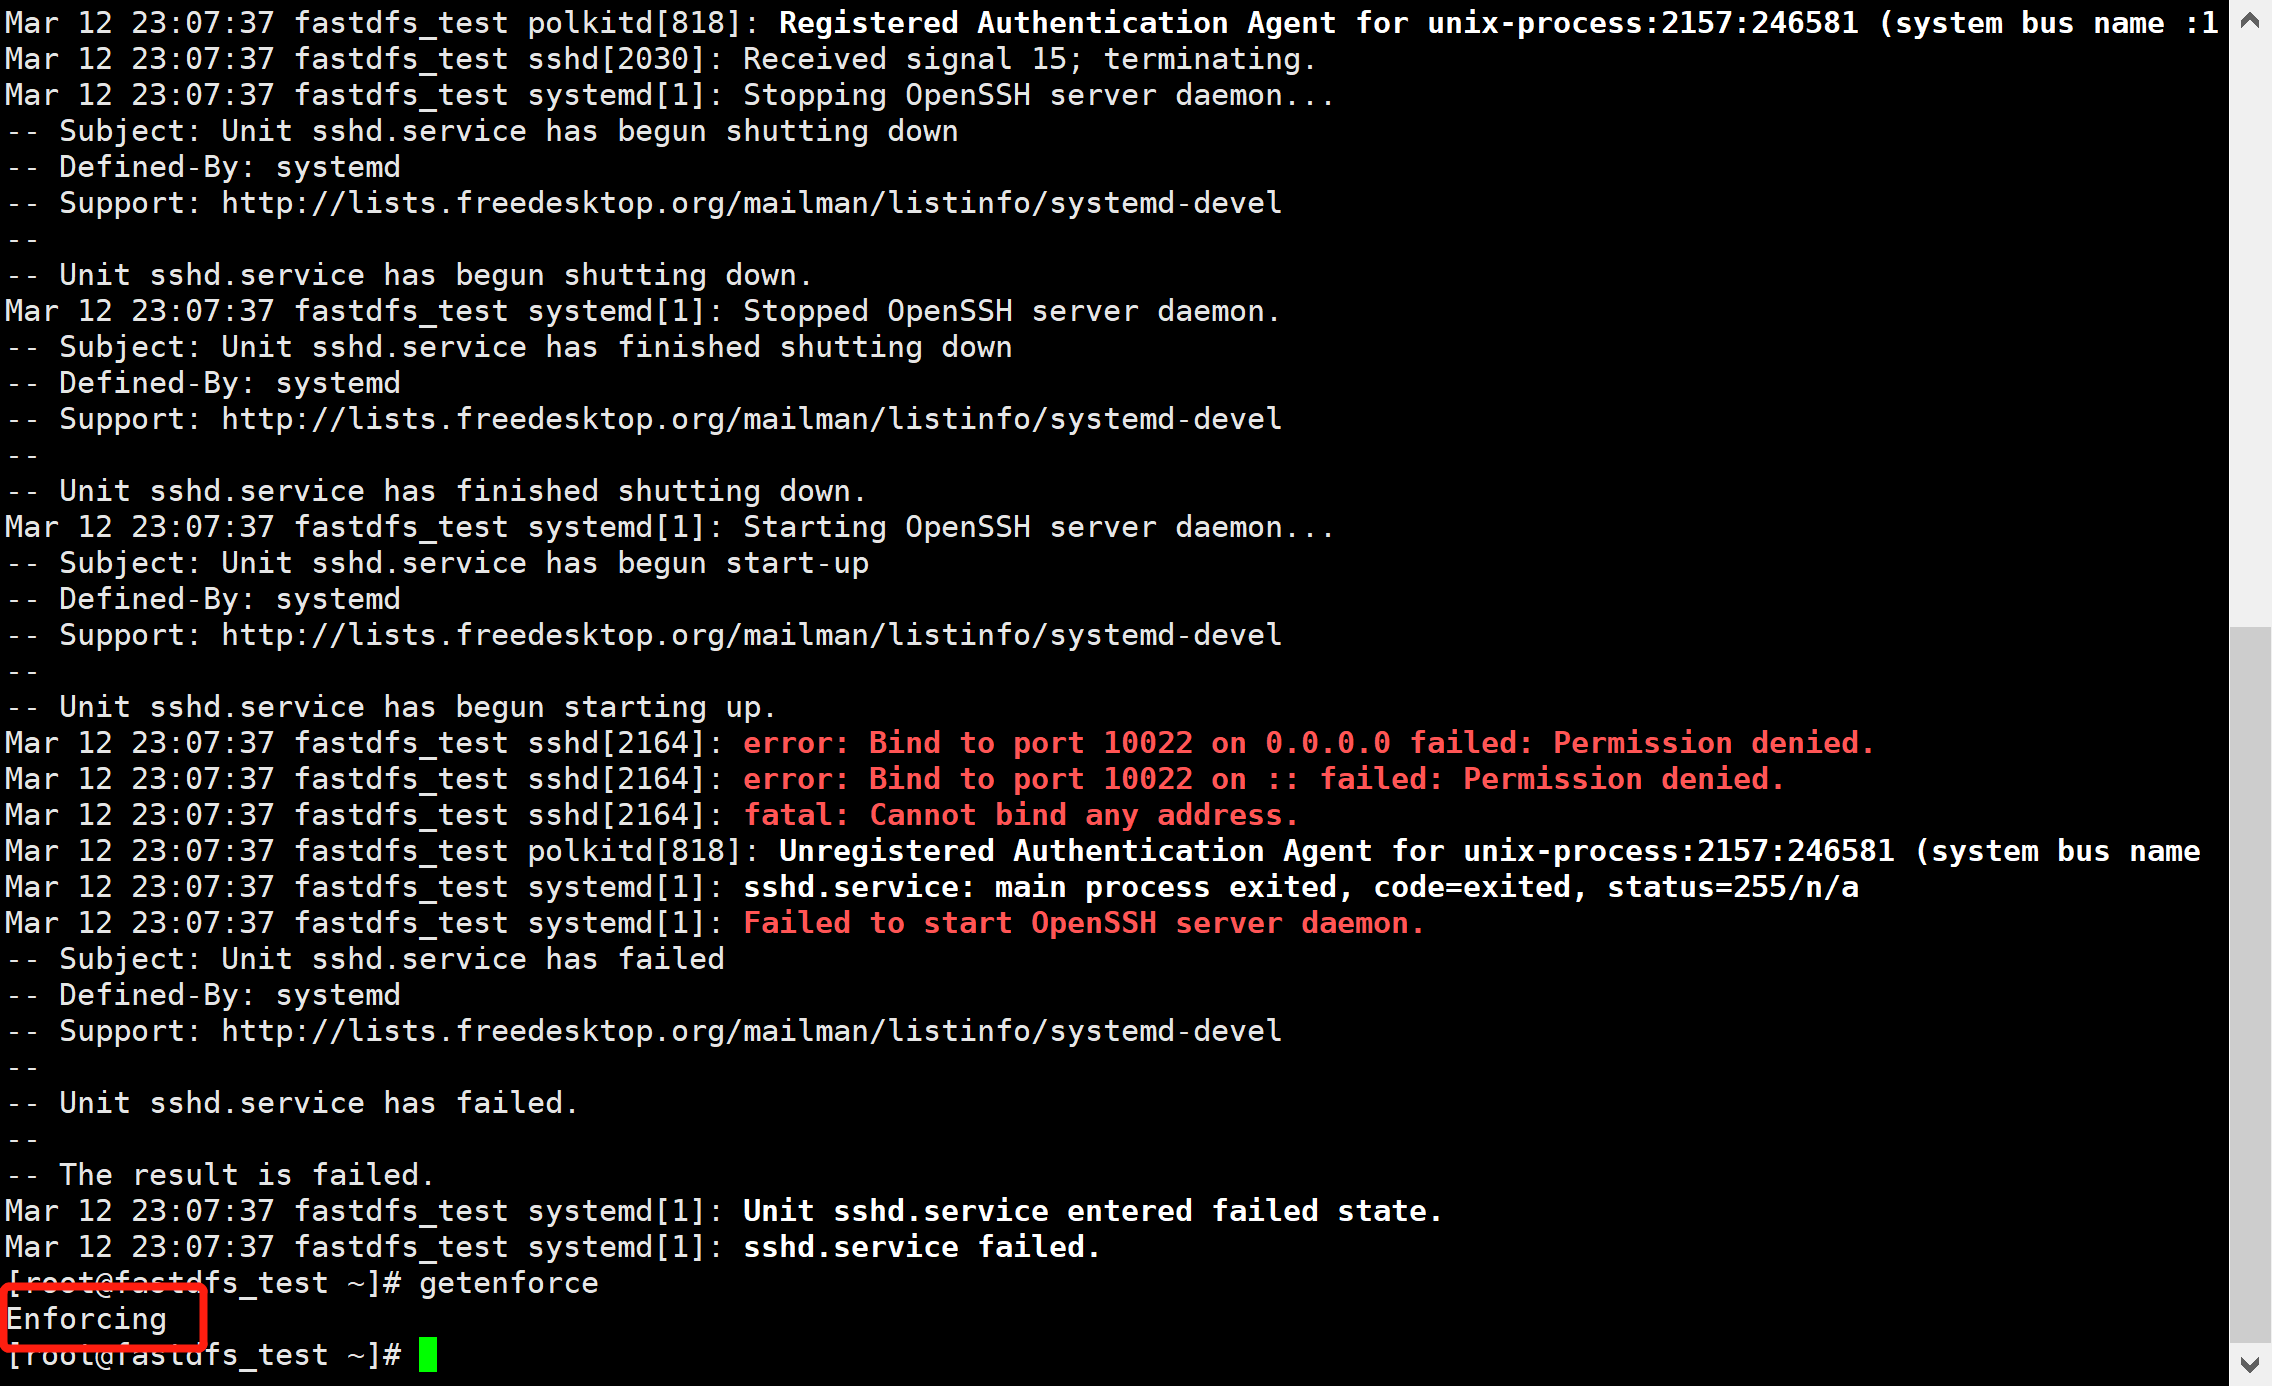 Mar 12 23:07:37 fastdfs_test polkitd[818]: Registered Authentication Agent for unix-process:2157:246581 (system bus name :1
Mar 12 23:07:37 fastdfs_test sshd[2030]: Received signal 15; terminating.
Mar 12 23:07:37 fastdfs_test systemd[1]: Stopping OpenSSH server daemon...
-- Subject: Unit sshd.service has begun shutting down
-- Defined-By: systemd
-- Support: http://lists.freedesktop.org/mailman/listinfo/systemd-devel
--
-- Unit sshd.service has begun shutting down.
Mar 12 23:07:37 fastdfs_test systemd[1]: Stopped OpenSSH server daemon.
-- Subject: Unit sshd.service has finished shutting down
-- Defined-By: systemd
-- Support: http://lists.freedesktop.org/mailman/listinfo/systemd-devel
--
-- Unit sshd.service has finished shutting down.
Mar 12 23:07:37 fastdfs_test systemd[1]: Starting OpenSSH server daemon...
-- Subject: Unit sshd.service has begun start-up
-- Defined-By: systemd
-- Support: http://lists.freedesktop.org/mailman/listinfo/systemd-devel
--
-- Unit sshd.service has begun starting up.
Mar 12 23:07:37 fastdfs_test sshd[2164]: error: Bind to port 10022 on 0.0.0.0 failed: Permission denied.
Mar 12 23:07:37 fastdfs_test sshd[2164]: error: Bind to port 10022 on :: failed: Permission denied.
Mar 12 23:07:37 fastdfs_test sshd[2164]: fatal: Cannot bind any address.
Mar 12 23:07:37 fastdfs_test polkitd[818]: Unregistered Authentication Agent for unix-process:2157:246581 (system bus name
Mar 12 23:07:37 fastdfs_test systemd[1]: sshd.service: main process exited, code=exited, status=255/n/a
Mar 12 23:07:37 fastdfs_test systemd[1]: Failed to start OpenSSH server daemon.
-- Subject: Unit sshd.service has failed
-- Defined-By: systemd
-- Support: http://lists.freedesktop.org/mailman/listinfo/systemd-devel
--
-- Unit sshd.service has failed.
--
-- The result is failed.
Mar 12 23:07:37 fastdfs_test systemd[1]: Unit sshd.service entered failed state.
Mar 12 23:07:37 fastdfs_test systemd[1]: sshd.service failed.
[root@fastdfs_test ~]# getenforce
Enforcing
[root@fastdfs_test ~]#